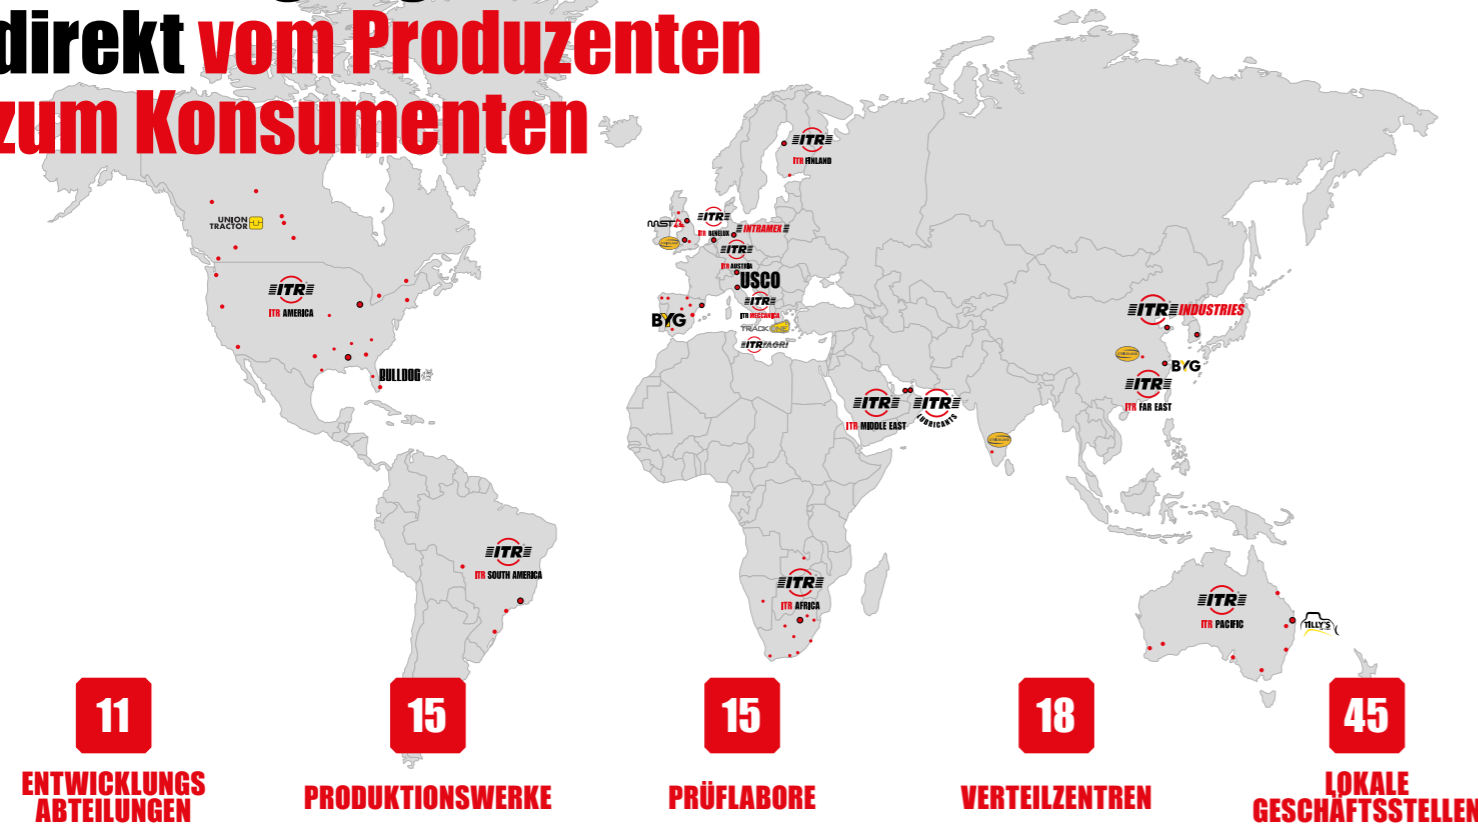 direkt vom Produzenten
zum Konsumenten
ITR
ITR FINLAND
UNION
TRACTOR
MST
ITR
ITR BENELUX
INTRAMEX
ITR
ITR AUSTRIA
USCO
ITR
ITR AMERICA
ITR
ITR MECCANICA
BYG
TRACKONE
ITR/AGRI
ITR INDUSTRIES
BULLDOG
BYG
ITR
ITR FAR EAST
ITR
ITR MIDDLE EAST
ITR
LUBRICANTS
ITR
ITR SOUTH AMERICA
ITR
ITR AFRICA
ITR
ITR PACIFIC
TILLY'S
11
15
15
18
45
ENTWICKLUNGS
ABTEILUNGEN
PRODUKTIONSWERKE
PRÜFLABORE
VERTEILZENTREN
LOKALE
GESCHÄFTSSTELLEN